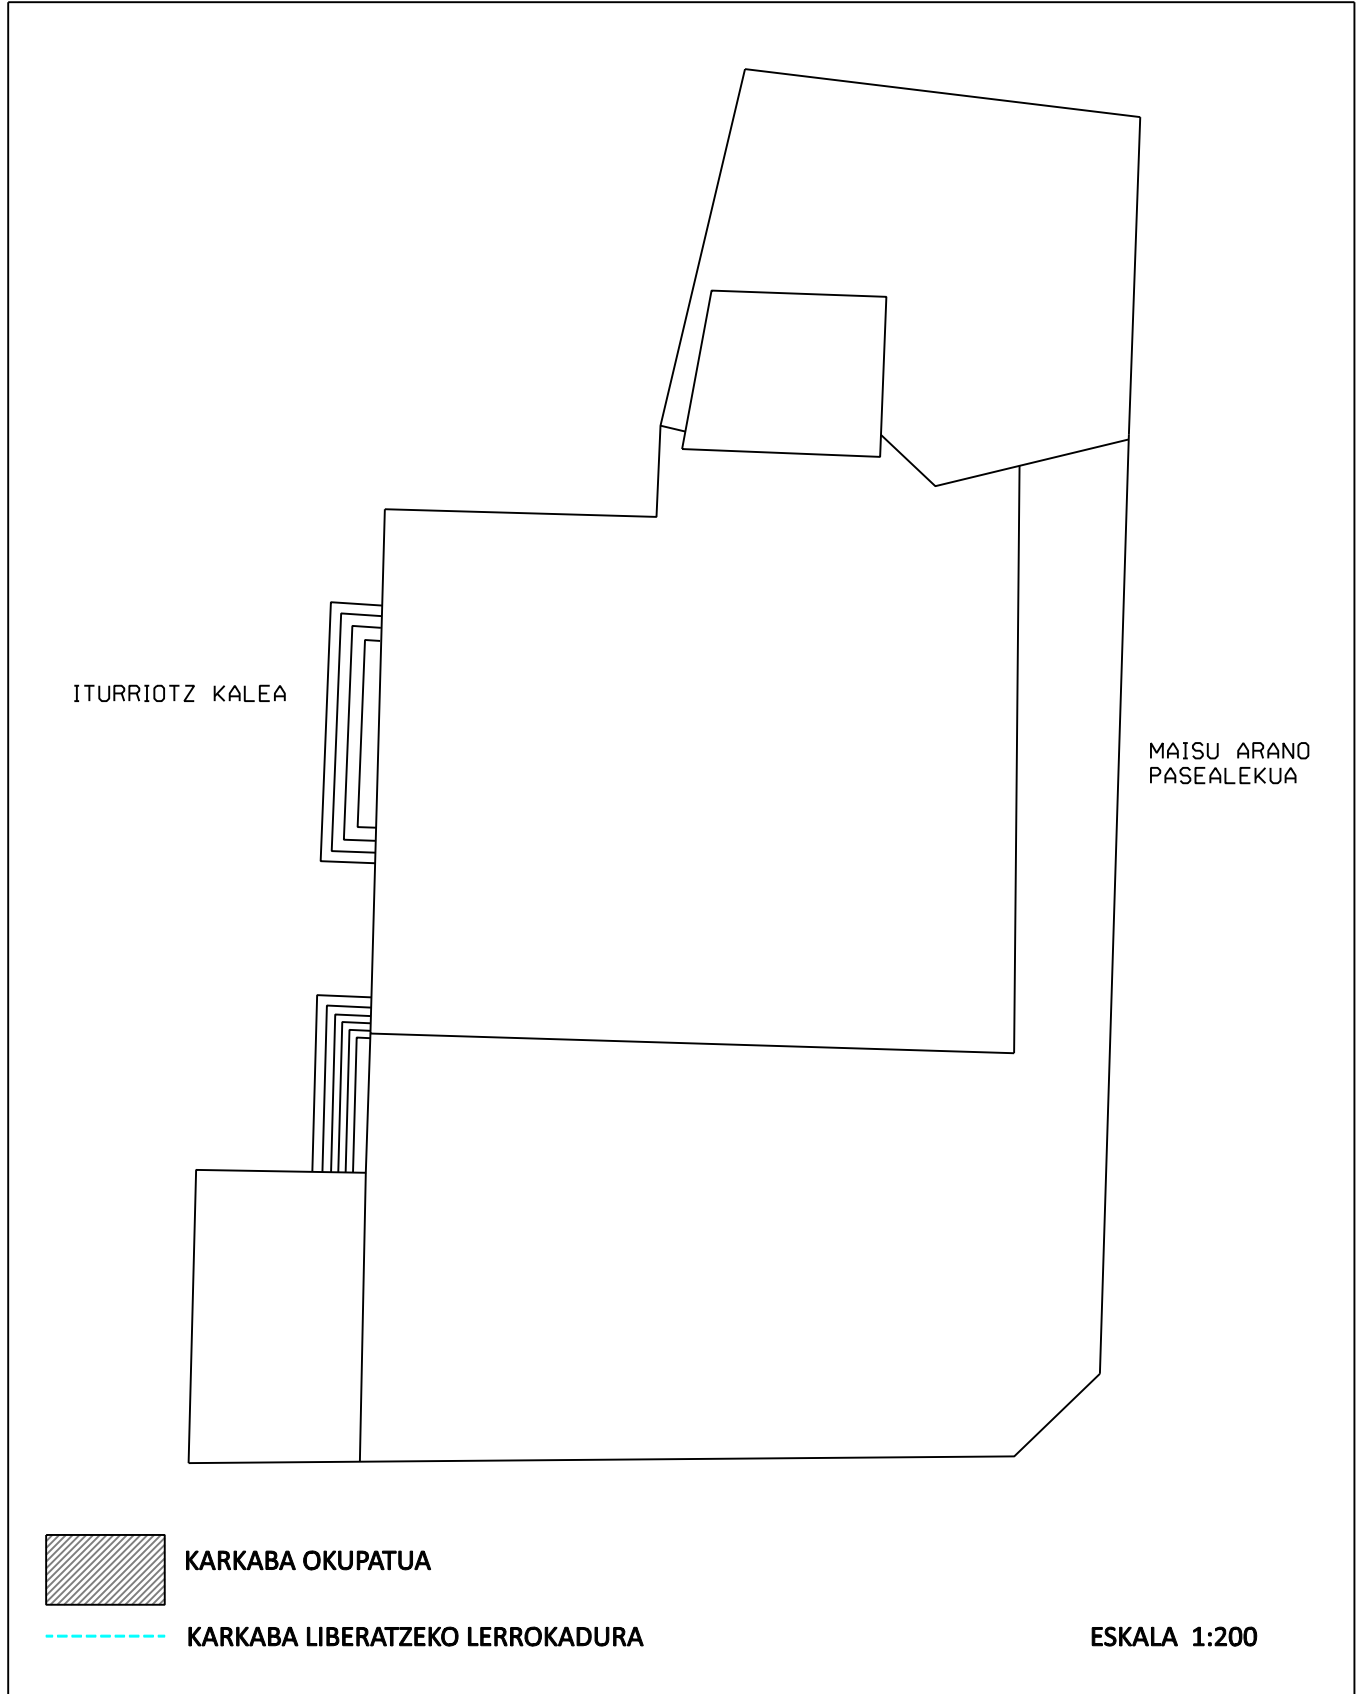 ITURRIOTZ KALEA
MAISU ARANO
PASEALEKUA
KARKABA OKUPATUA
KARKABA LIBERATZEKO LERROKADURA
ESKALA 1:200